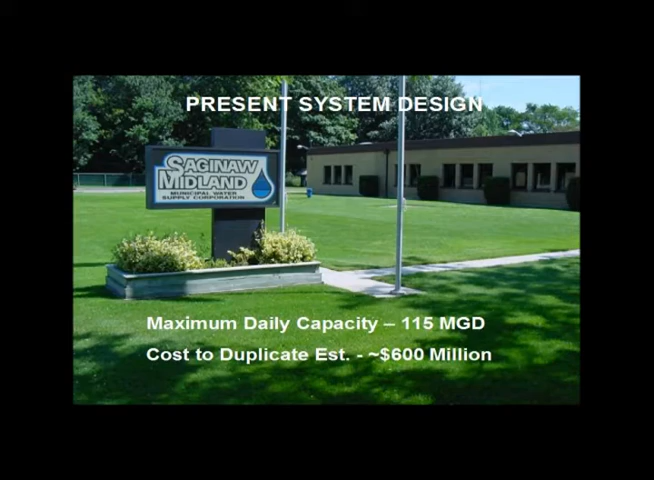 PRESENT SYSTEM DESIGN
SAGINAW
MIDLAND
MUNICIPAL WATER
SUPPLY CORPORATION
Maximum Daily Capacity – 115 MGD
Cost to Duplicate Est. - ~$600 Million